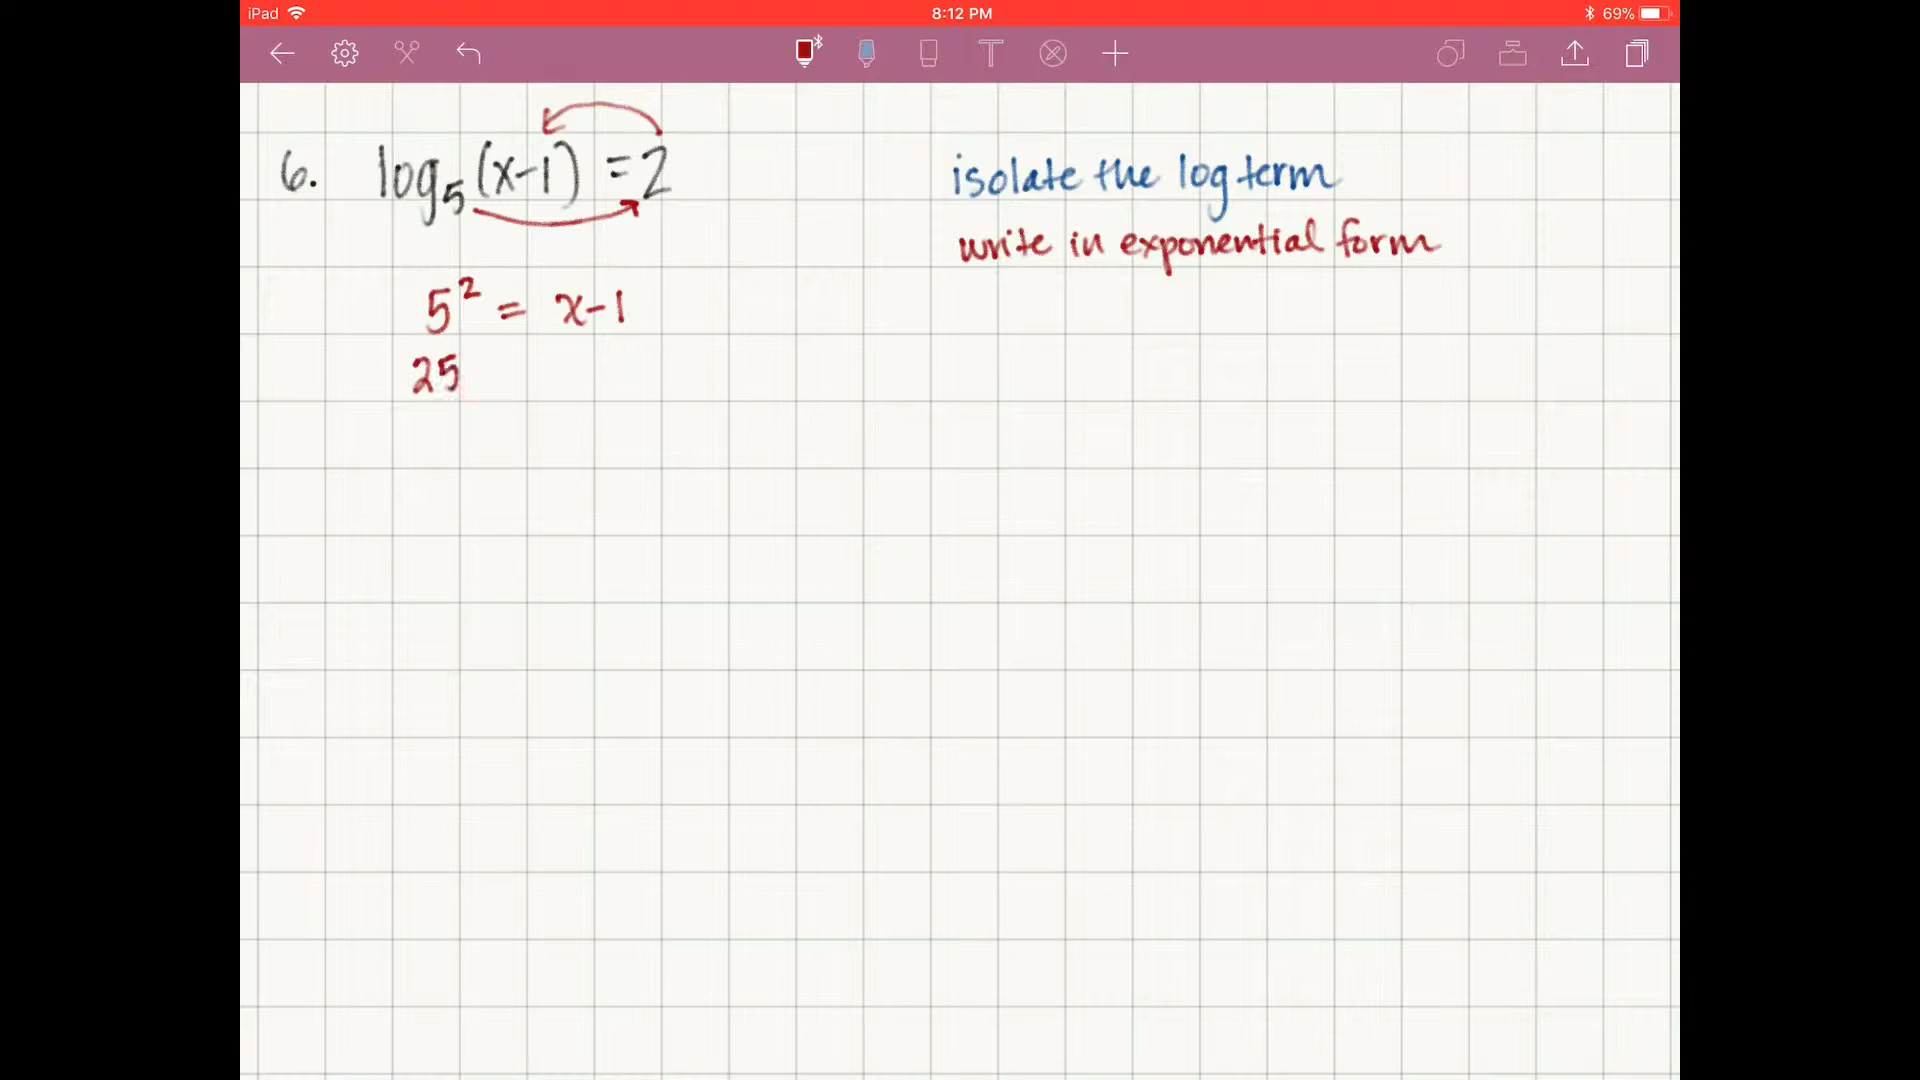 iPad 8:12 PM 69%
6. log₅(x-1) = 2
isolate the log term
write in exponential form
5² = x-1
25